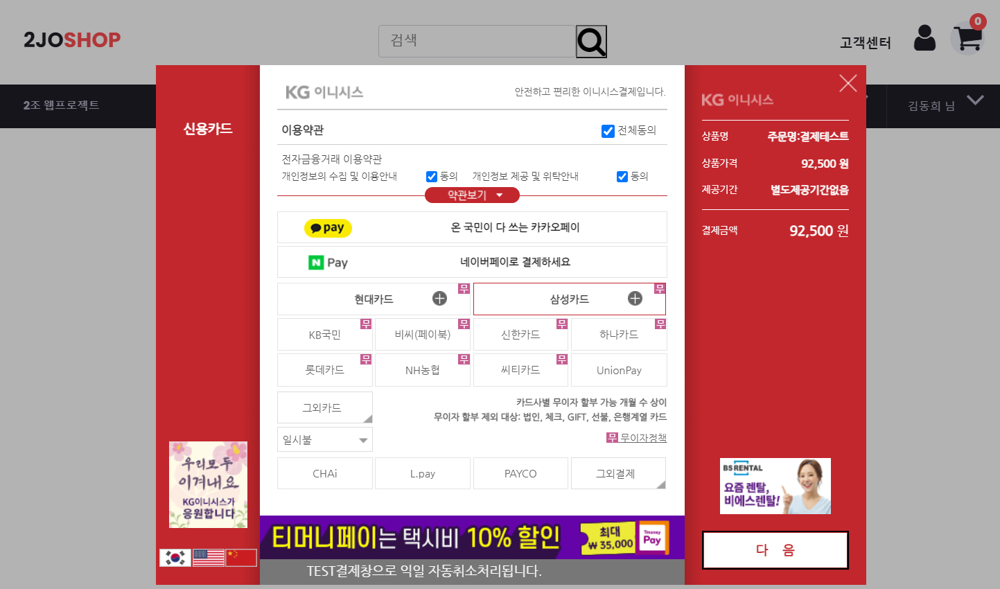 2JOSHOP
검색
고객센터
0
2조 웹프로젝트
김동희 님
신용카드
우리모두
이겨내요
KG이니시스가
응원합니다
KG 이니시스
안전하고 편리한 이니시스결제입니다.
이용약관
전체동의
전자금융거래 이용약관
개인정보의 수집 및 이용안내
동의
개인정보 제공 및 위탁안내
동의
약관보기
pay
온 국민이 다 쓰는 카카오페이
N Pay
네이버페이로 결제하세요
현대카드
무
삼성카드
무
KB국민
무
비씨(페이북)
무
신한카드
무
하나카드
무
롯데카드
무
NH농협
무
씨티카드
무
UnionPay
그외카드
카드사별 무이자 할부 가능 개월 수 상이
무이자 할부 제외 대상: 법인, 체크, GIFT, 선불, 은행계열 카드
일시불
무 무이자정책
CHAi
L.pay
PAYCO
그외결제
티머니페이는 택시비 10% 할인
최대
₩ 35,000
Tmoney
Pay
TEST결제창으로 익일 자동취소처리됩니다.
KG 이니시스
상품명
주문명:결제테스트
상품가격
92,500 원
제공기간
별도제공기간없음
결제금액
92,500 원
BS RENTAL
요즘 렌탈,
비에스렌탈!
다 음